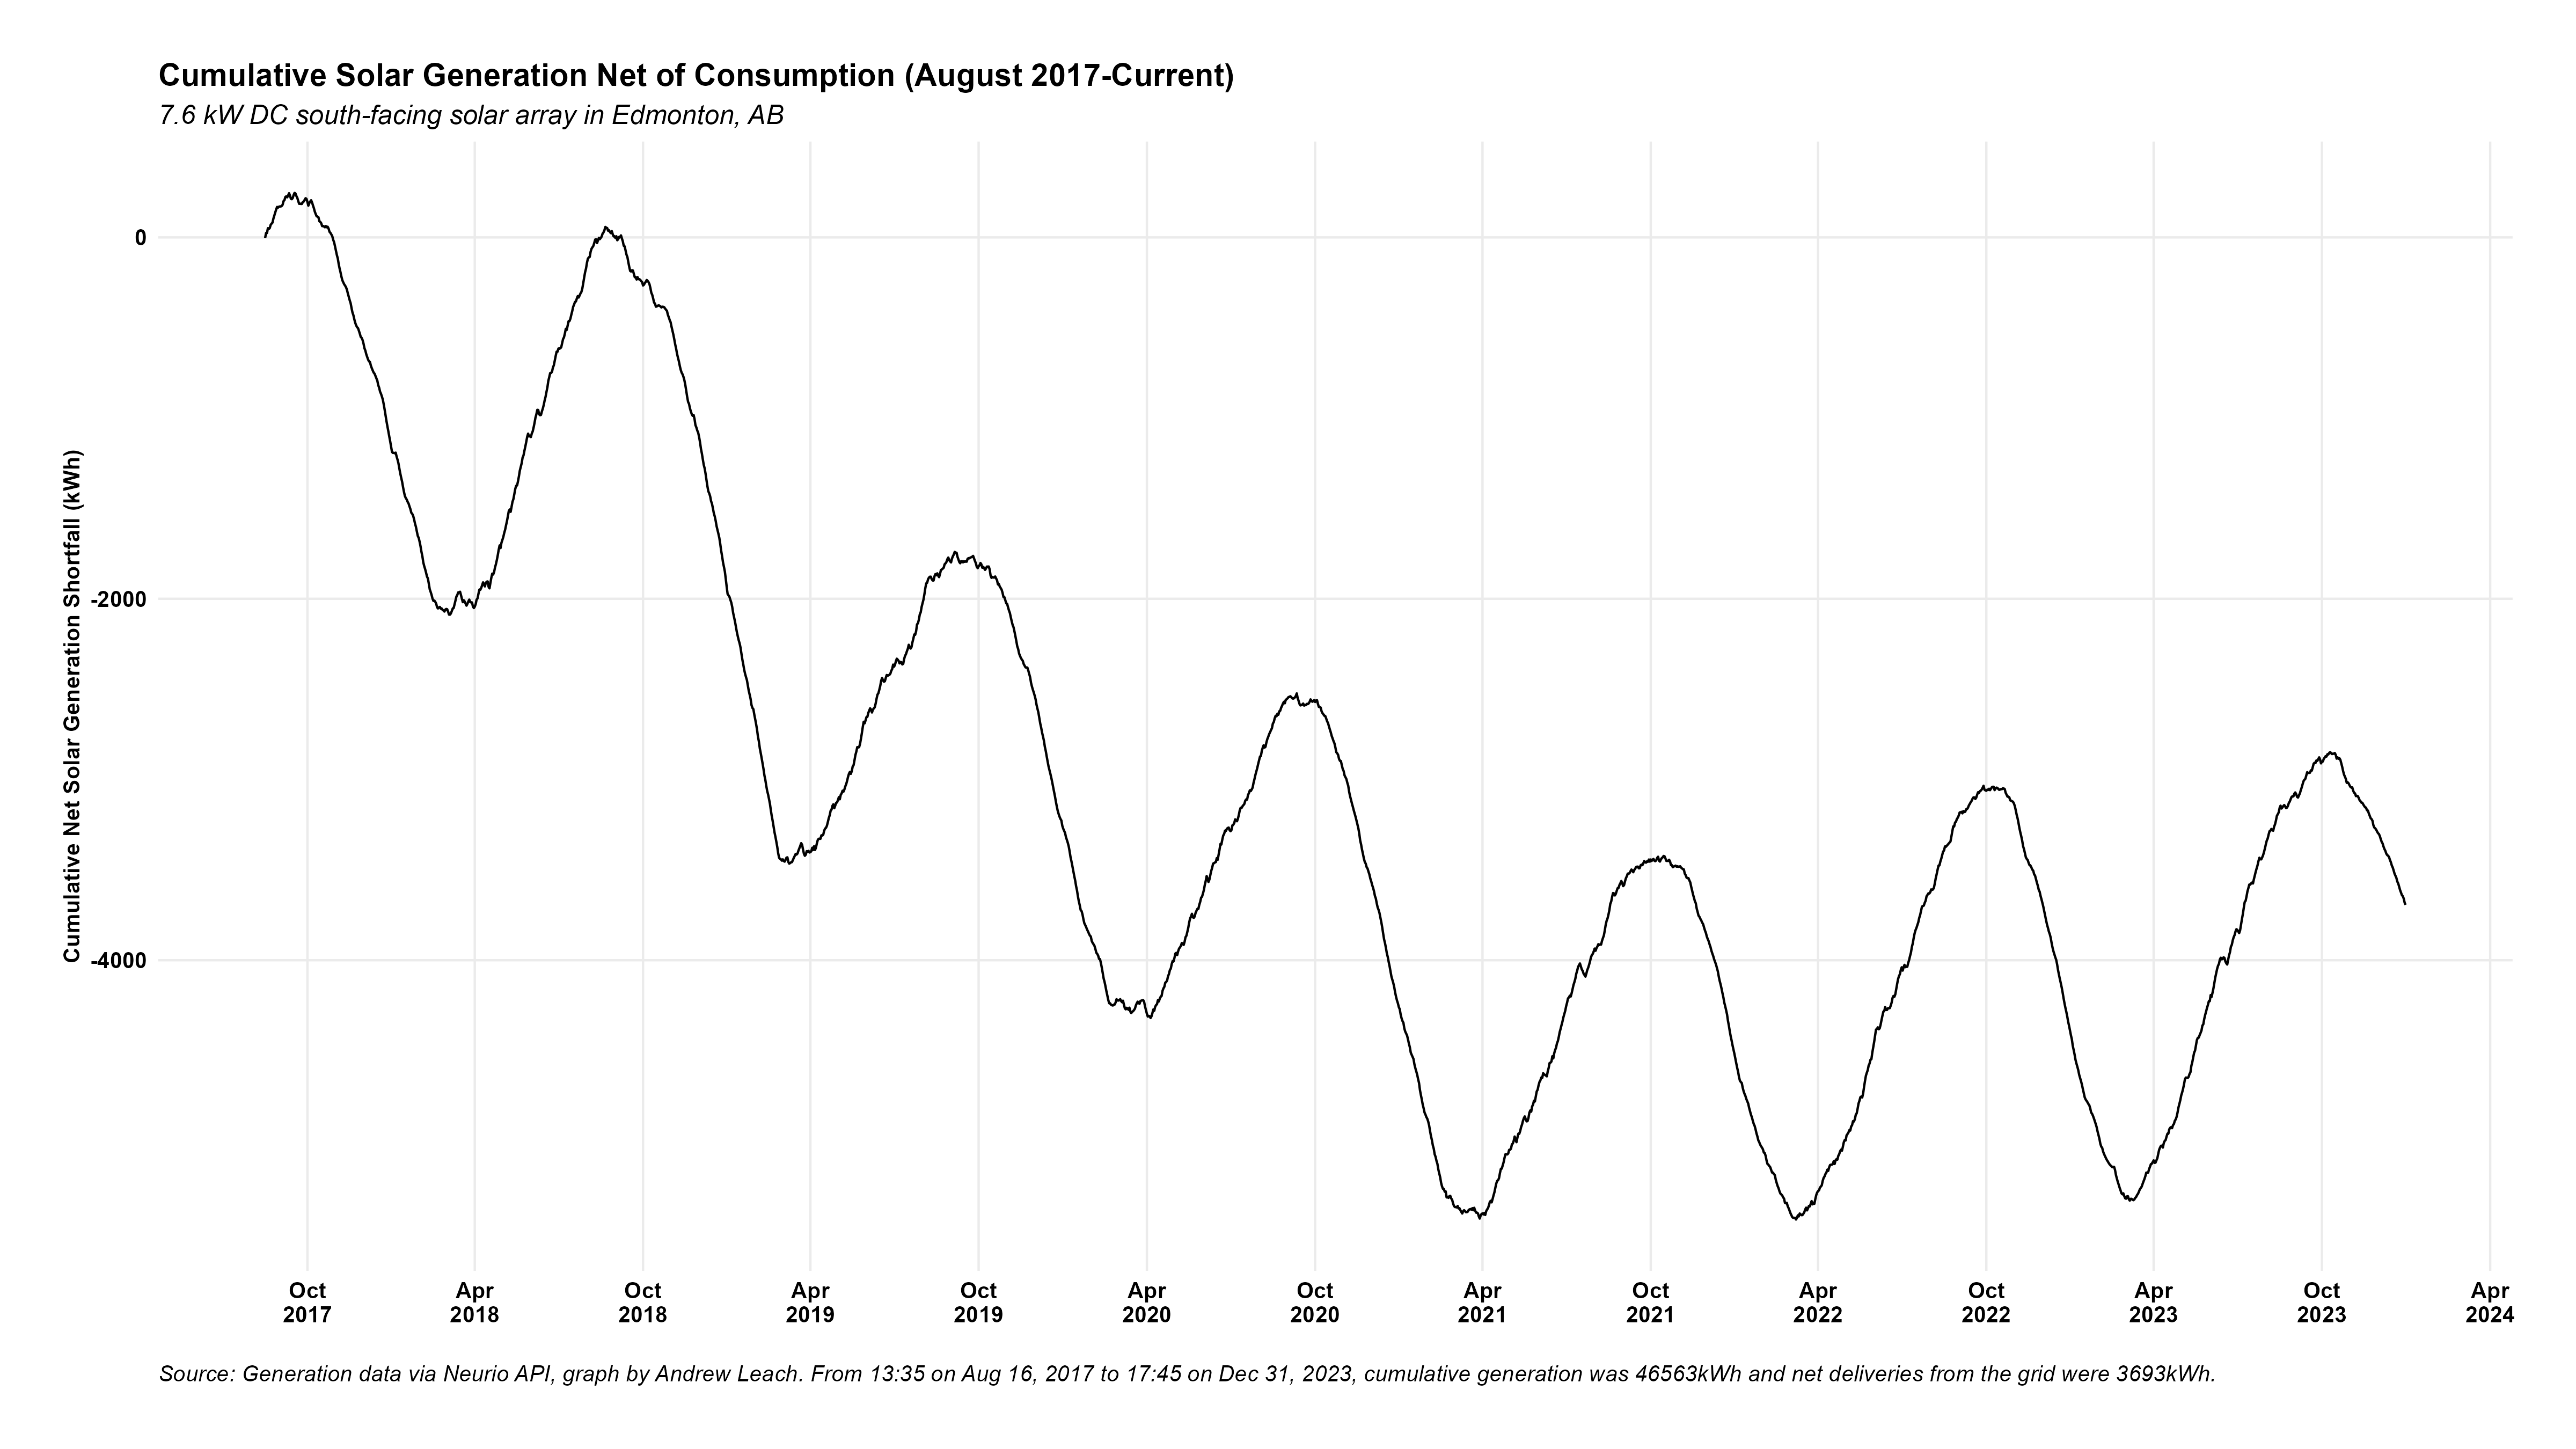 Cumulative Solar Generation Net of Consumption (August 2017-Current)
7.6 kW DC south-facing solar array in Edmonton, AB
Cumulative Net Solar Generation Shortfall (kWh)
0
-2000
-4000
Oct 2017
Apr 2018
Oct 2018
Apr 2019
Oct 2019
Apr 2020
Oct 2020
Apr 2021
Oct 2021
Apr 2022
Oct 2022
Apr 2023
Oct 2023
Apr 2024
Source: Generation data via Neurio API, graph by Andrew Leach. From 13:35 on Aug 16, 2017 to 17:45 on Dec 31, 2023, cumulative generation was 46563kWh and net deliveries from the grid were 3693kWh.